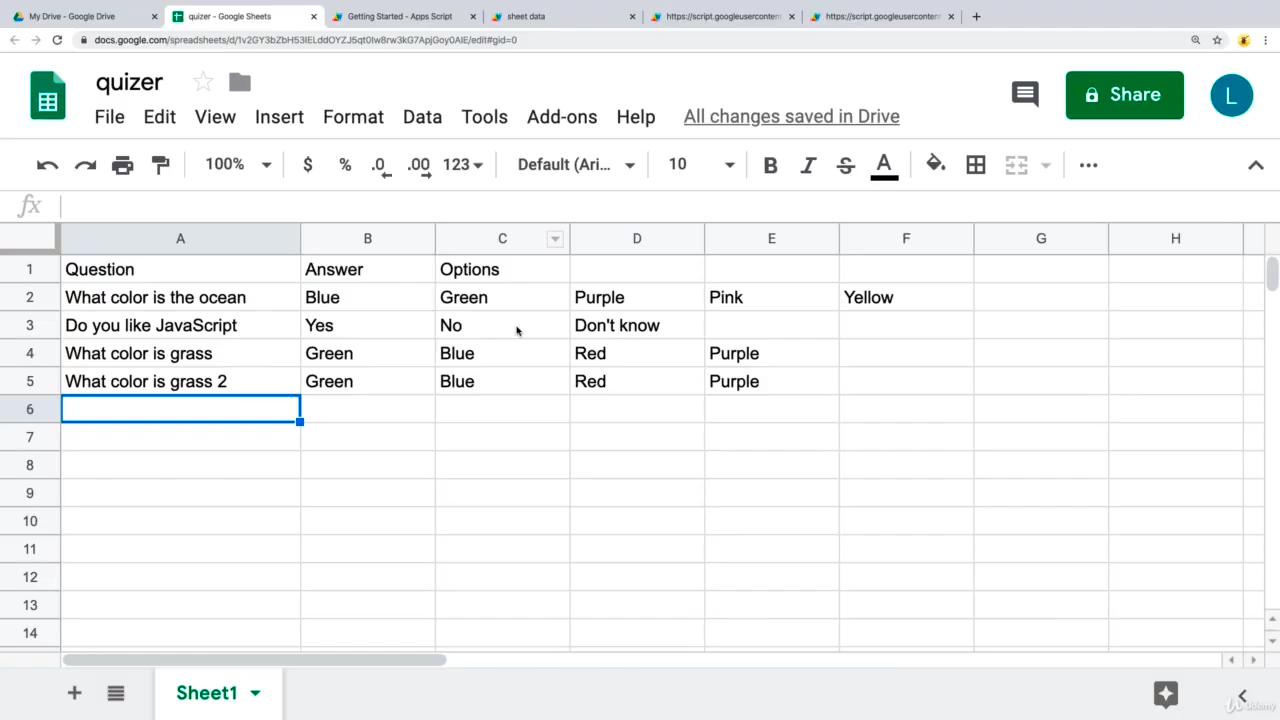 My Drive - Google Drive
quizer - Google Sheets
Getting Started - Apps Script
sheet data
https://script.googleusercontent
https://script.googleusercontent
docs.google.com/spreadsheets/d/1v2GY3bZbH53IELddOYZJ5qt0Iw8rw3kG7ApjGoy0AIE/edit#gid=0
quizer
Share
L
File Edit View Insert Format Data Tools Add-ons Help All changes saved in Drive
100% $ % .0 .00 123 Default (Ari... 10 B I S A
fx
A B C D E F G H
1 Question Answer Options
2 What color is the ocean Blue Green Purple Pink Yellow
3 Do you like JavaScript Yes No Don't know
4 What color is grass Green Blue Red Purple
5 What color is grass 2 Green Blue Red Purple
6
7
8
9
10
11
12
13
14
Sheet1
udemy